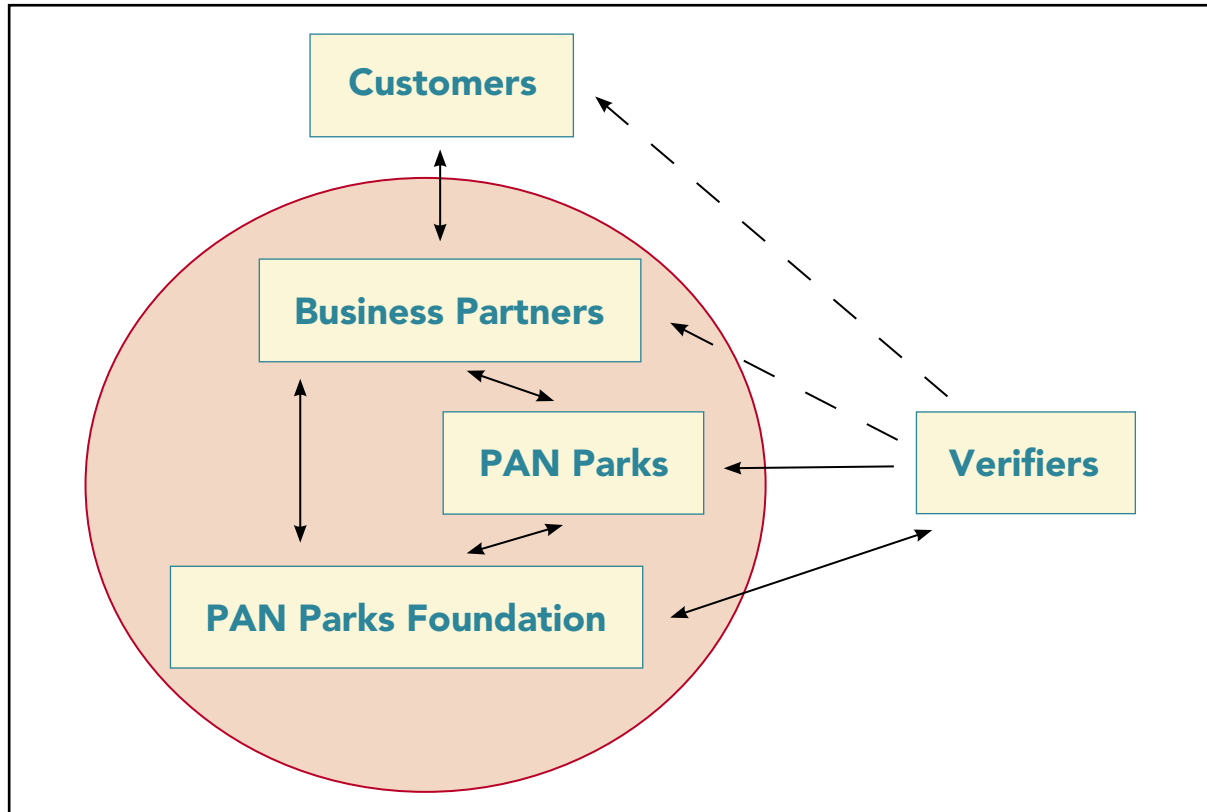 Customers
Business Partners
PAN Parks
Verifiers
PAN Parks Foundation